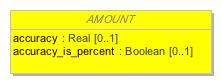 AMOUNT
accuracy : Real [0..1]
accuracy_is_percent : Boolean [0..1]